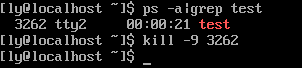 [ly@localhost ~]$ ps -a|grep test
 3262 tty2     00:00:21 test
[ly@localhost ~]$ kill -9 3262
[ly@localhost ~]$ _